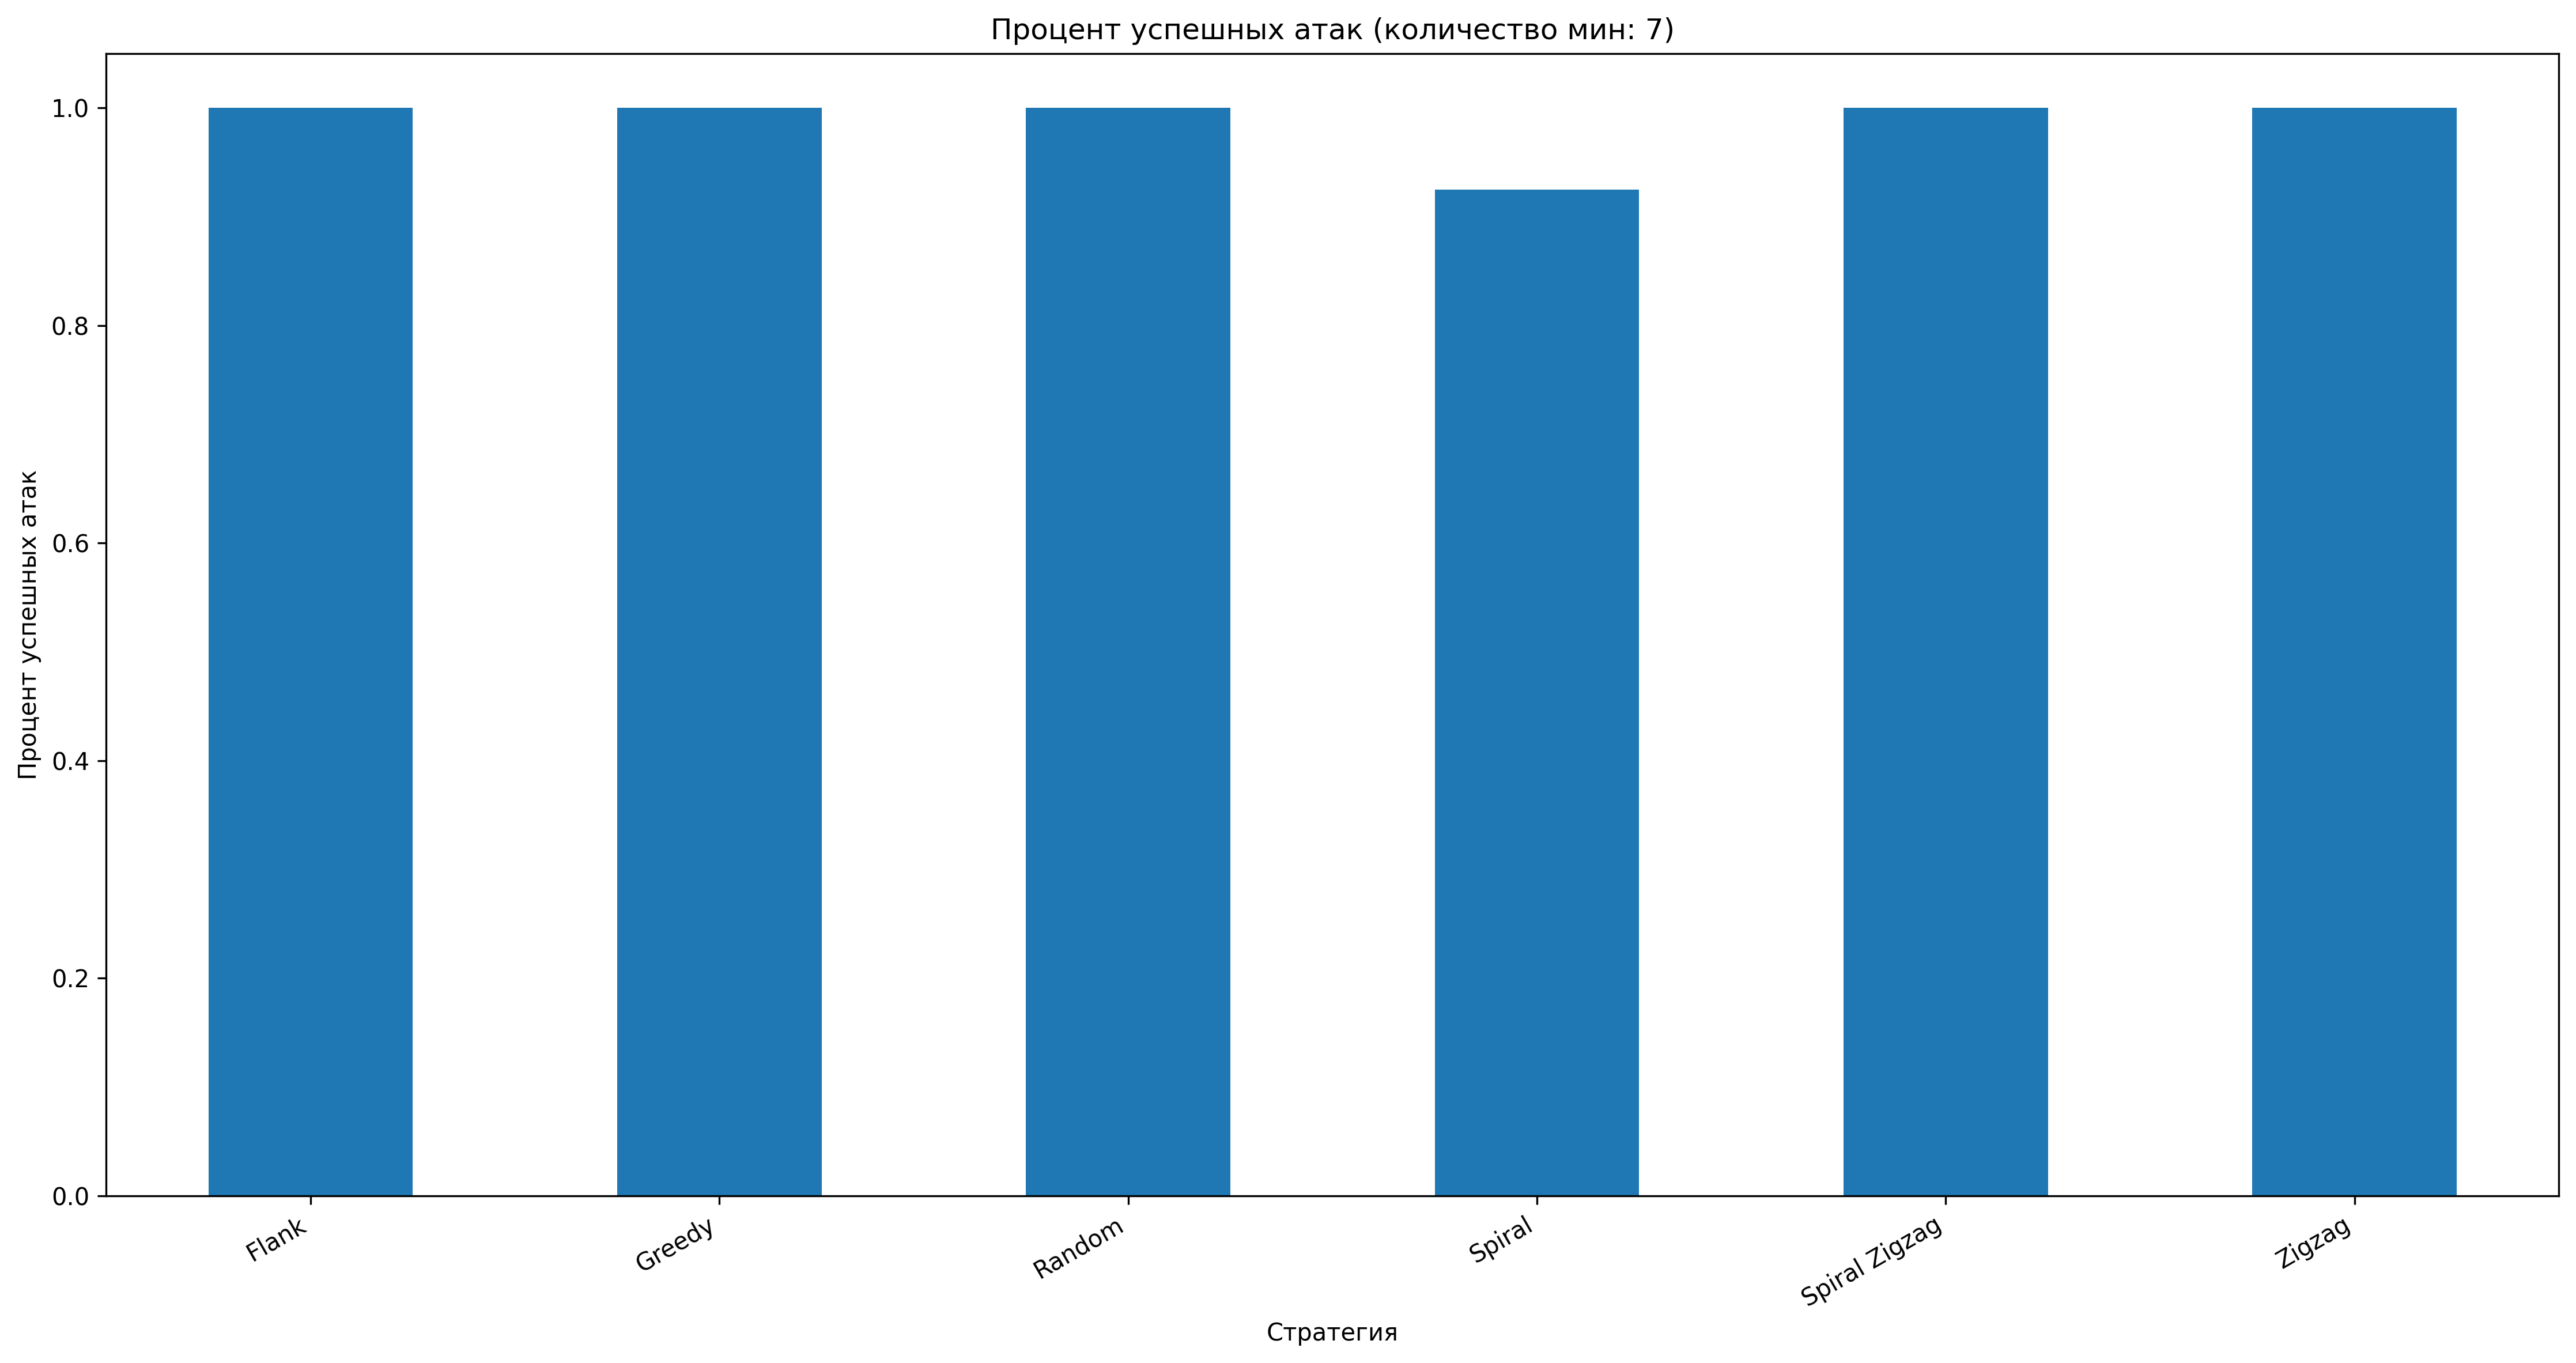 Процент успешных атак (количество мин: 7)
Процент успешных атак
1.0
0.8
0.6
0.4
0.2
0.0
Flank
Greedy
Random
Spiral
Spiral Zigzag
Zigzag
Стратегия